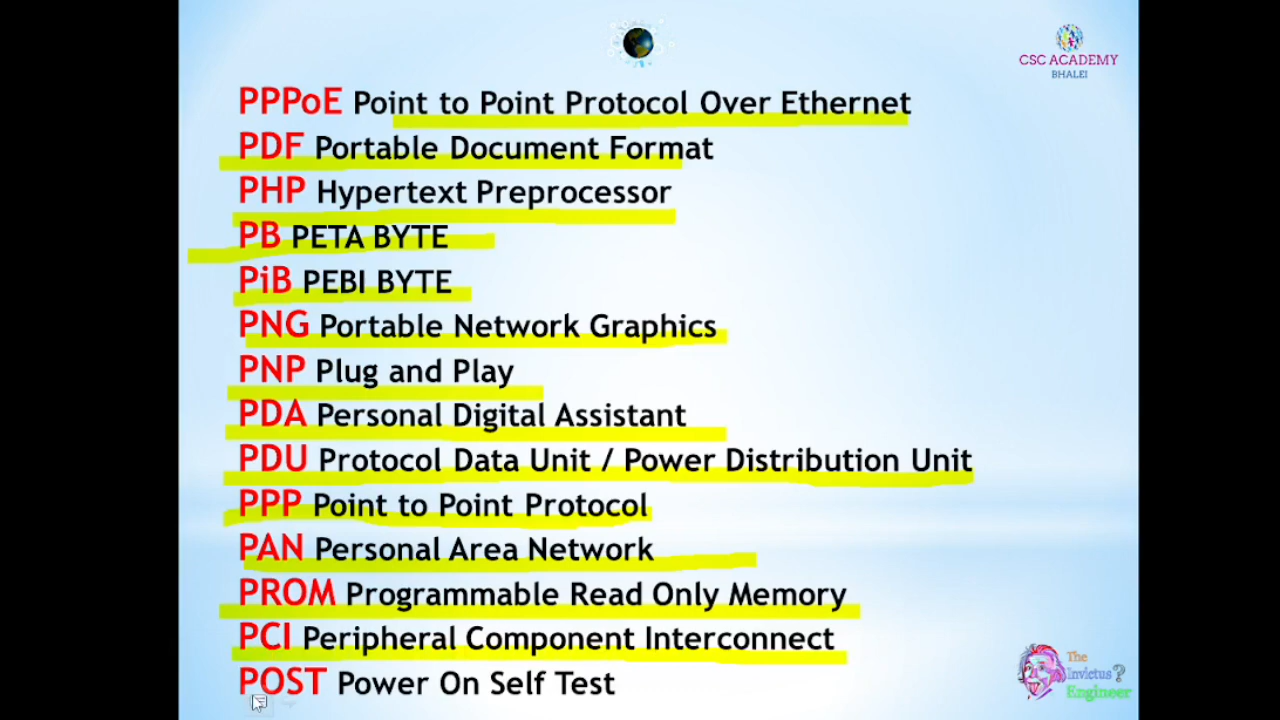 CSC ACADEMY
BHALEI
PPPoE Point to Point Protocol Over Ethernet
PDF Portable Document Format
PHP Hypertext Preprocessor
PB PETA BYTE
PiB PEBI BYTE
PNG Portable Network Graphics
PNP Plug and Play
PDA Personal Digital Assistant
PDU Protocol Data Unit / Power Distribution Unit
PPP Point to Point Protocol
PAN Personal Area Network
PROM Programmable Read Only Memory
PCI Peripheral Component Interconnect
POST Power On Self Test
The
Invictus?
Engineer